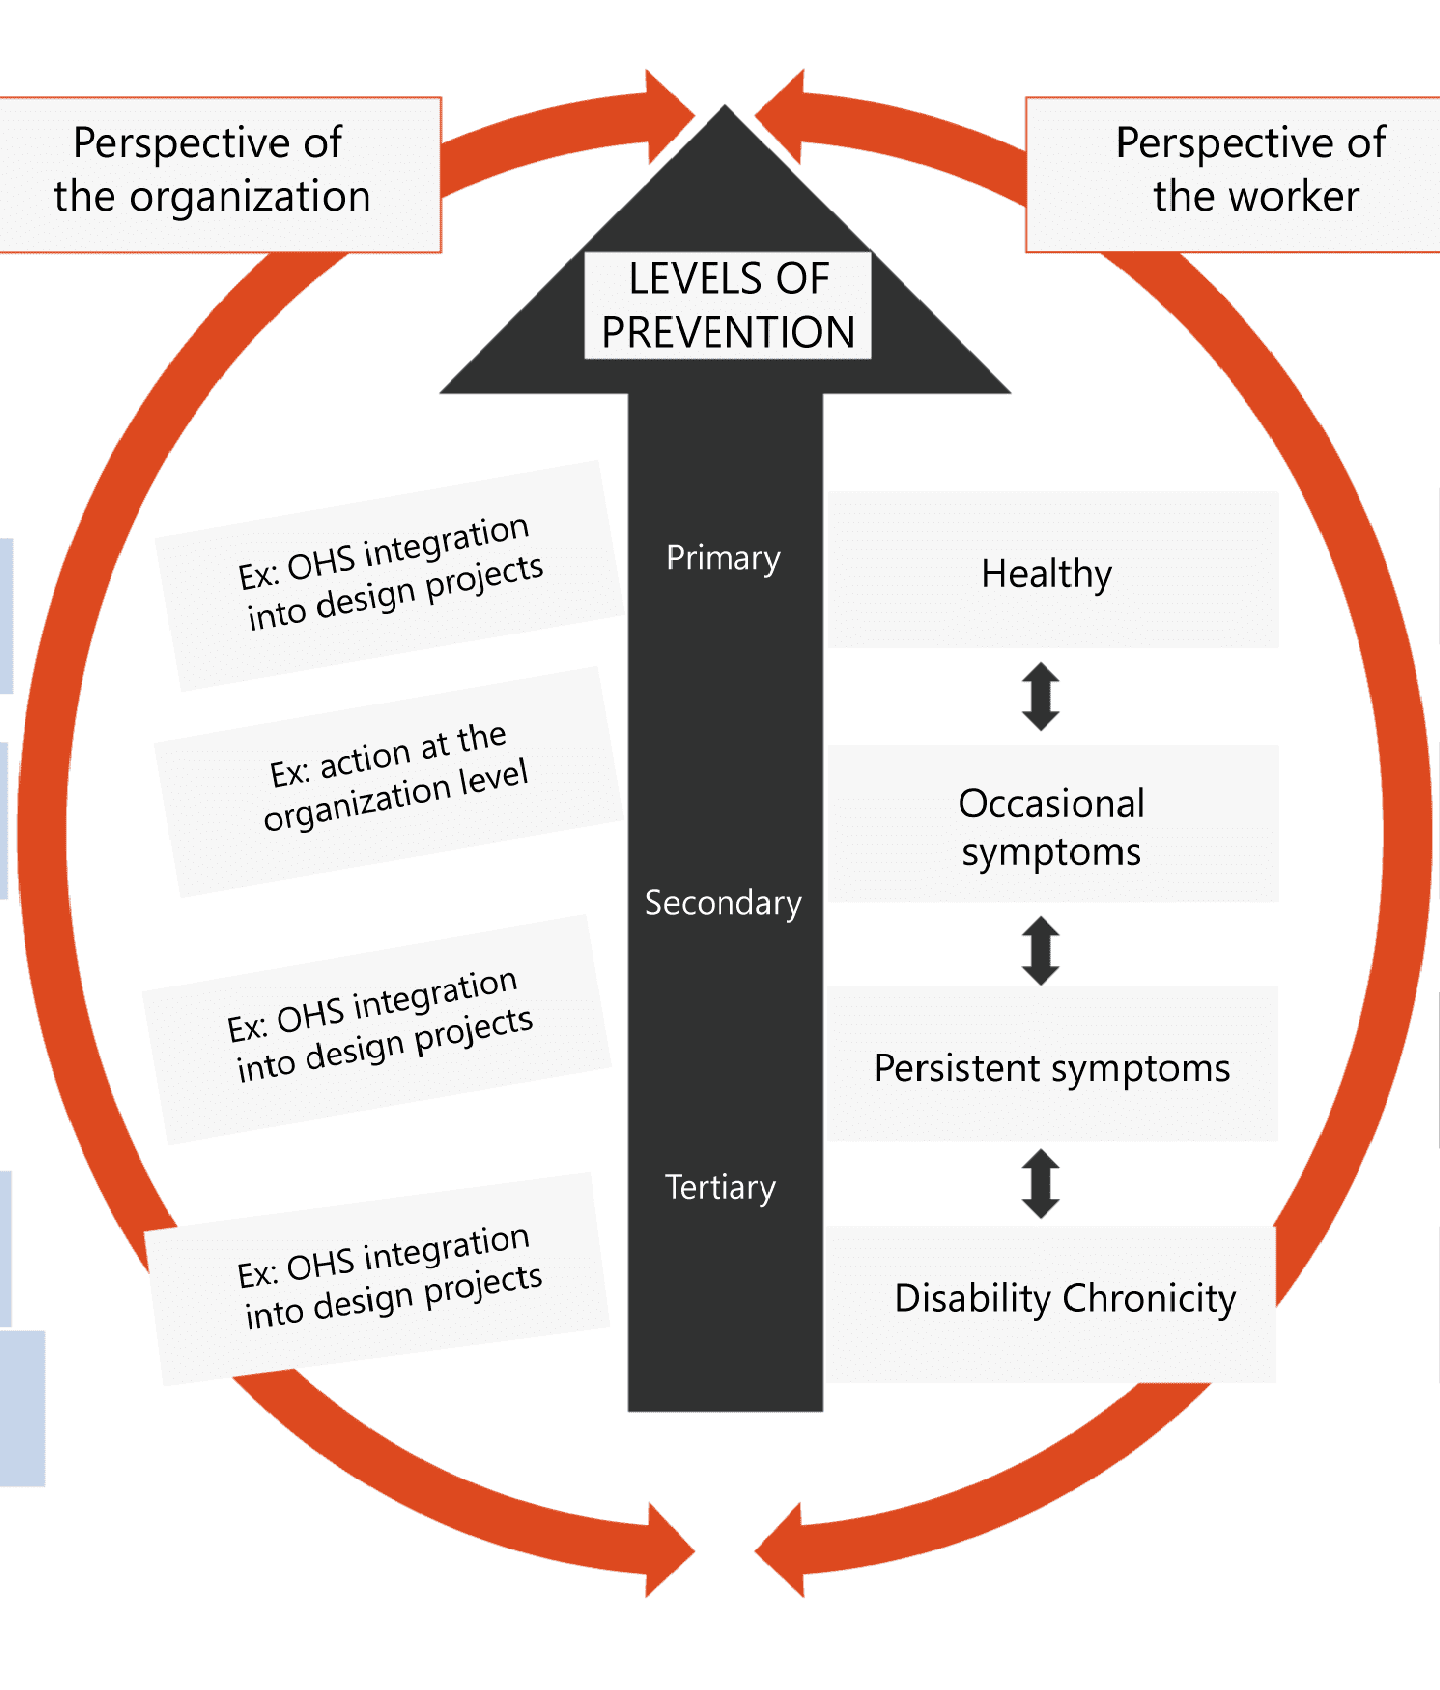 Perspective of
the organization
Perspective of
the worker
LEVELS OF
PREVENTION
Ex: OHS integration
into design projects
Primary
Healthy
Ex: action at the
organization level
Occasional
symptoms
Secondary
Ex: OHS integration
into design projects
Persistent symptoms
Tertiary
Ex: OHS integration
into design projects
Disability Chronicity